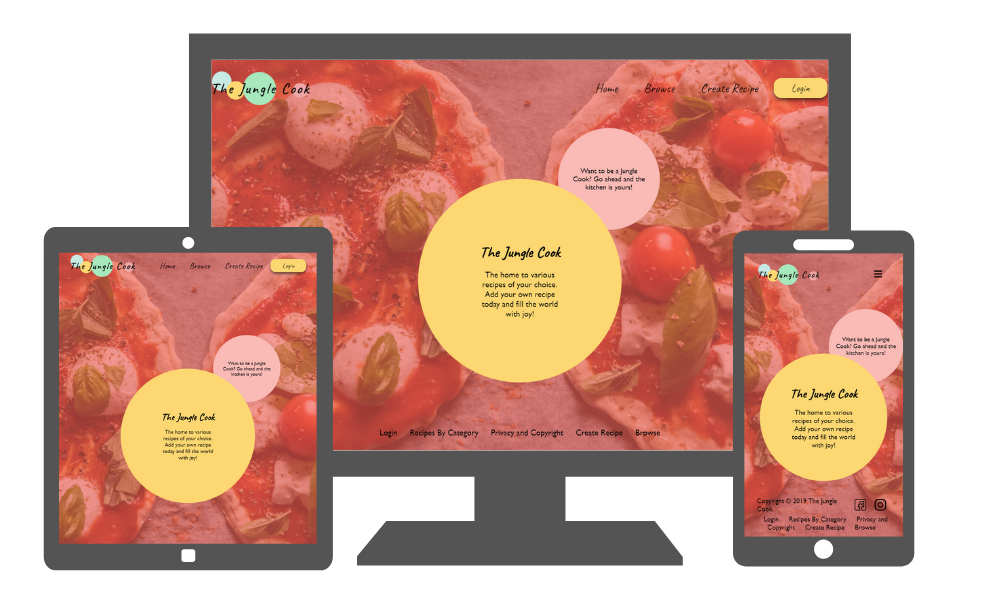 The Jungle Cook
Home Browse Create Recipe Login
Want to be a Jungle
Cook? Go ahead and the
kitchen is yours!
The Jungle Cook
The home to various
recipes of your choice.
Add your own recipe
today and fill the world
with joy!
Login Recipes By Category Privacy and Copyright Create Recipe Browse
The Jungle Cook
Home Browse Create Recipe Login
Want to be a Jungle
Cook? Go ahead and the
kitchen is yours!
The Jungle Cook
The home to various
recipes of your choice.
Add your own recipe
today and fill the world
with joy!
The Jungle Cook
Want to be a Jungle
Cook? Go ahead and the
kitchen is yours!
The Jungle Cook
The home to various
recipes of your choice.
Add your own recipe
today and fill the world
with joy!
Copyright © 2019 The Jungle
Cook.
Login Recipes By Category Privacy and
Copyright Create Recipe Browse